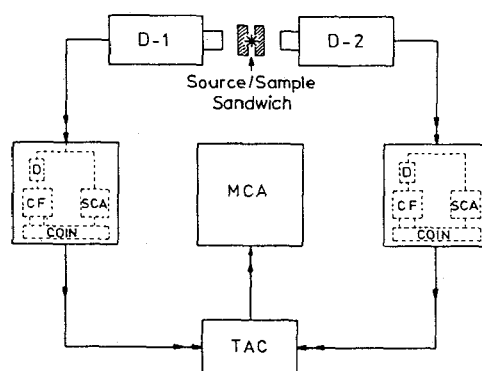 D-1
D-2
Source/Sample
Sandwich
D
CF
SCA
COIN
MCA
D
CF
SCA
COIN
TAC